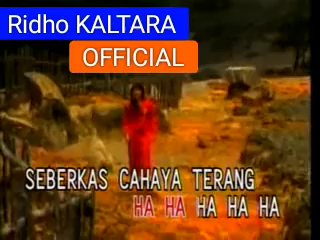 Ridho KALTARA
OFFICIAL
SEBERKAS CAHAYA TERANG
HA HA HA HA HA